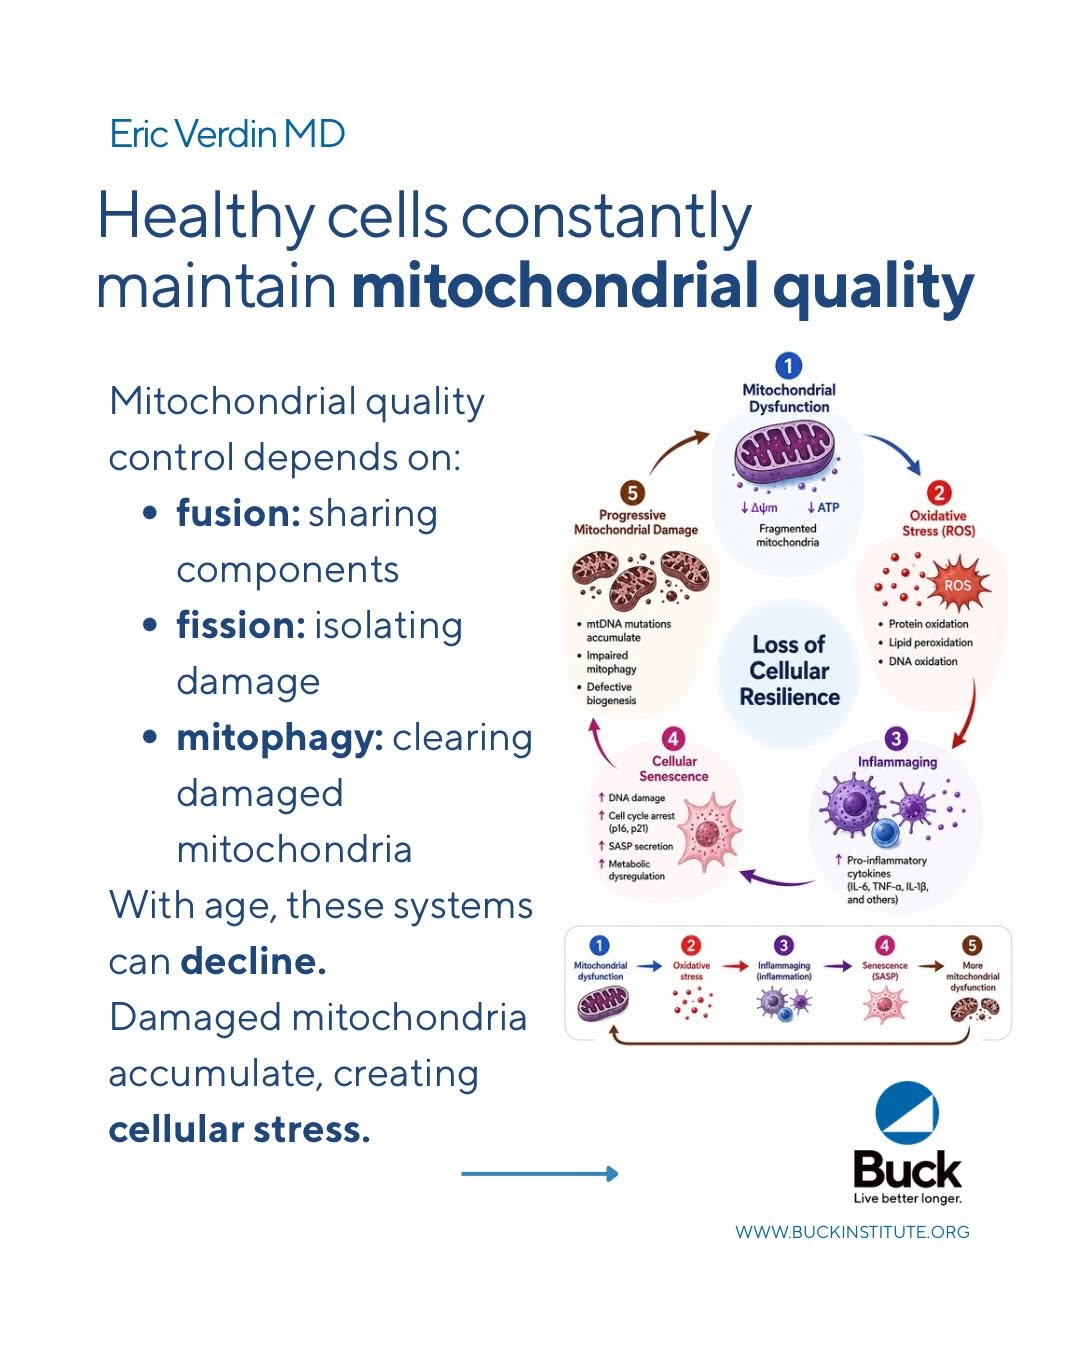 Eric Verdin MD
Healthy cells constantly
maintain mitochondrial quality
Mitochondrial quality
control depends on:
• fusion: sharing
components
• fission: isolating
damage
• mitophagy: clearing
damaged
mitochondria
With age, these systems
can decline.
Damaged mitochondria
accumulate, creating
cellular stress.
1
Mitochondrial
Dysfunction
↓ Δψm ↓ ATP
Fragmented
mitochondria
2
Oxidative
Stress (ROS)
ROS
• Protein oxidation
• Lipid peroxidation
• DNA oxidation
3
Inflammaging
↑ Pro-inflammatory
cytokines
(IL-6, TNF-α, IL-1β,
and others)
4
Cellular
Senescence
↑ DNA damage
↑ Cell cycle arrest
(p16, p21)
↑ SASP secretion
↑ Metabolic
dysregulation
5
Progressive
Mitochondrial Damage
• mtDNA mutations
accumulate
• Impaired
mitophagy
• Defective
biogenesis
Loss of
Cellular
Resilience
1
Mitochondrial
dysfunction
2
Oxidative
stress
3
Inflammaging
(inflammation)
4
Senescence
(SASP)
5
More
mitochondrial
dysfunction
Buck
Live better longer.
WWW.BUCKINSTITUTE.ORG